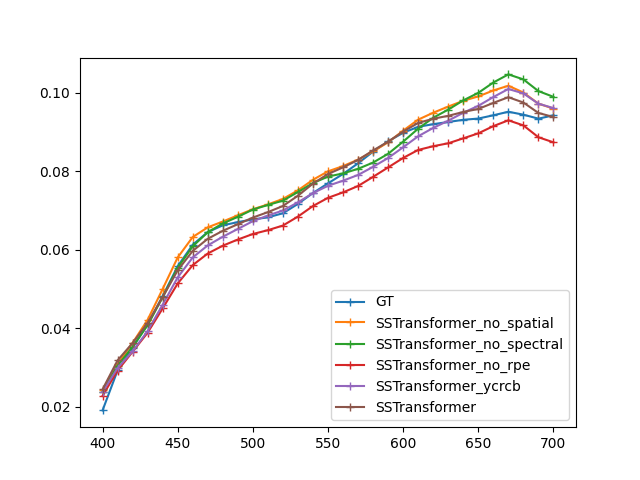 0.10
0.08
0.06
0.04
0.02
400 450 500 550 600 650 700
GT
SSTransformer_no_spatial
SSTransformer_no_spectral
SSTransformer_no_rpe
SSTransformer_ycrcb
SSTransformer